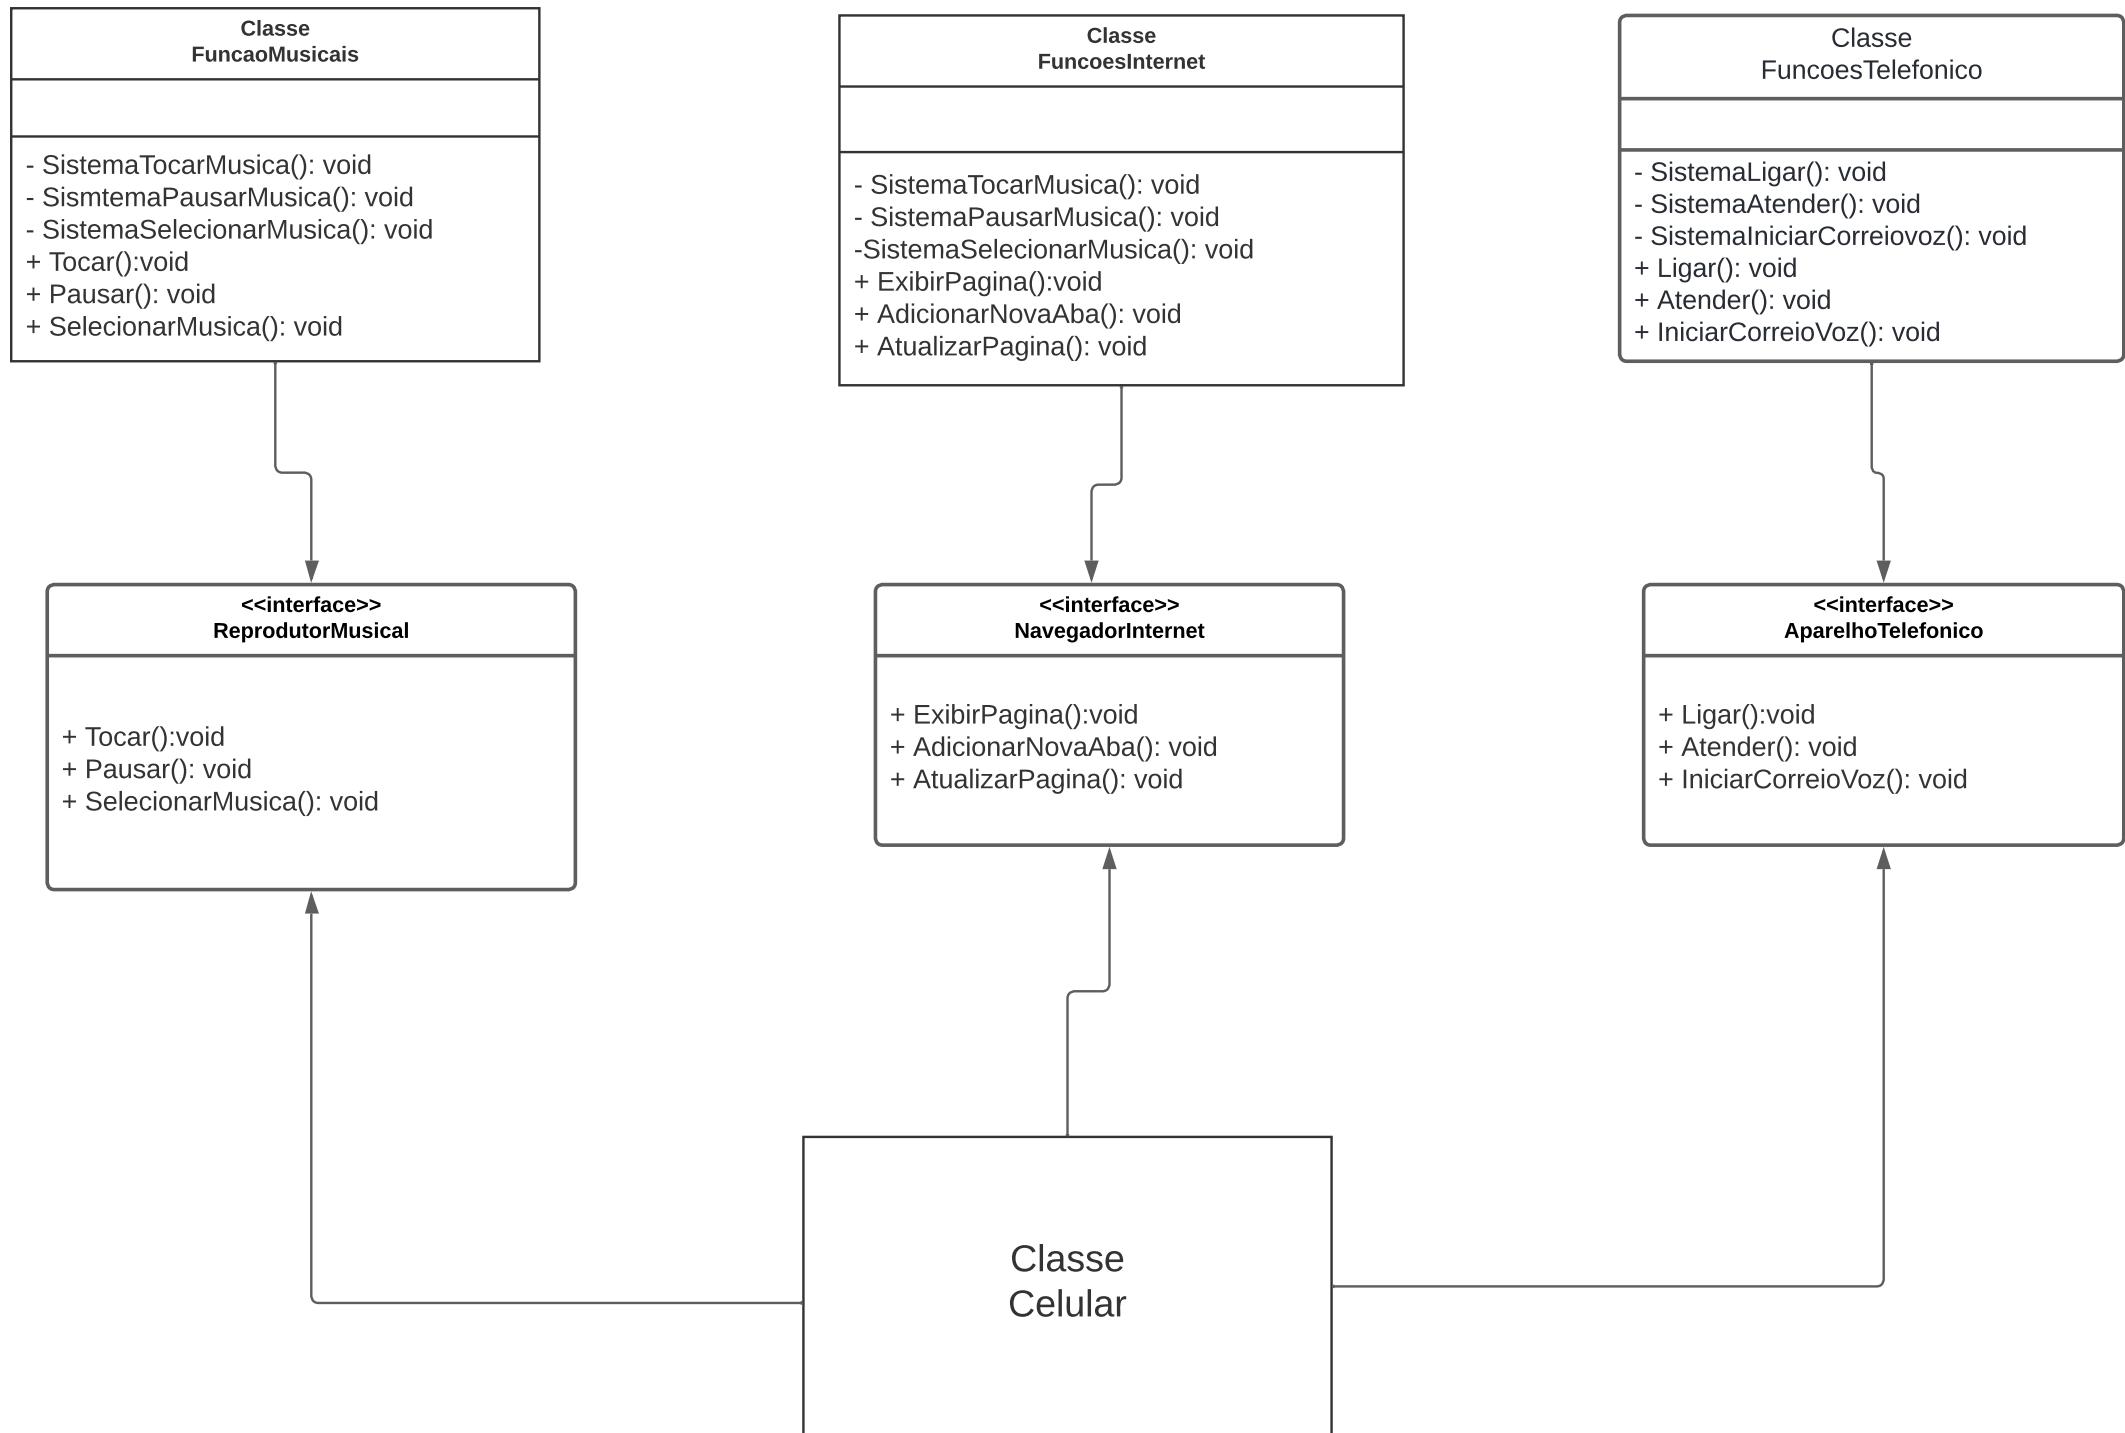 Classe
FuncaoMusicais
- SistemaTocarMusica(): void
- SismtemaPausarMusica(): void
- SistemaSelecionarMusica(): void
+ Tocar():void
+ Pausar(): void
+ SelecionarMusica(): void
Classe
FuncoesInternet
- SistemaTocarMusica(): void
- SistemaPausarMusica(): void
-SistemaSelecionarMusica(): void
+ ExibirPagina():void
+ AdicionarNovaAba(): void
+ AtualizarPagina(): void
Classe
FuncoesTelefonico
- SistemaLigar(): void
- SistemaAtender(): void
- SistemaIniciarCorreiovoz(): void
+ Ligar(): void
+ Atender(): void
+ IniciarCorreioVoz(): void
<<interface>>
ReprodutorMusical
+ Tocar():void
+ Pausar(): void
+ SelecionarMusica(): void
<<interface>>
NavegadorInternet
+ ExibirPagina():void
+ AdicionarNovaAba(): void
+ AtualizarPagina(): void
<<interface>>
AparelhoTelefonico
+ Ligar():void
+ Atender(): void
+ IniciarCorreioVoz(): void
Classe
Celular